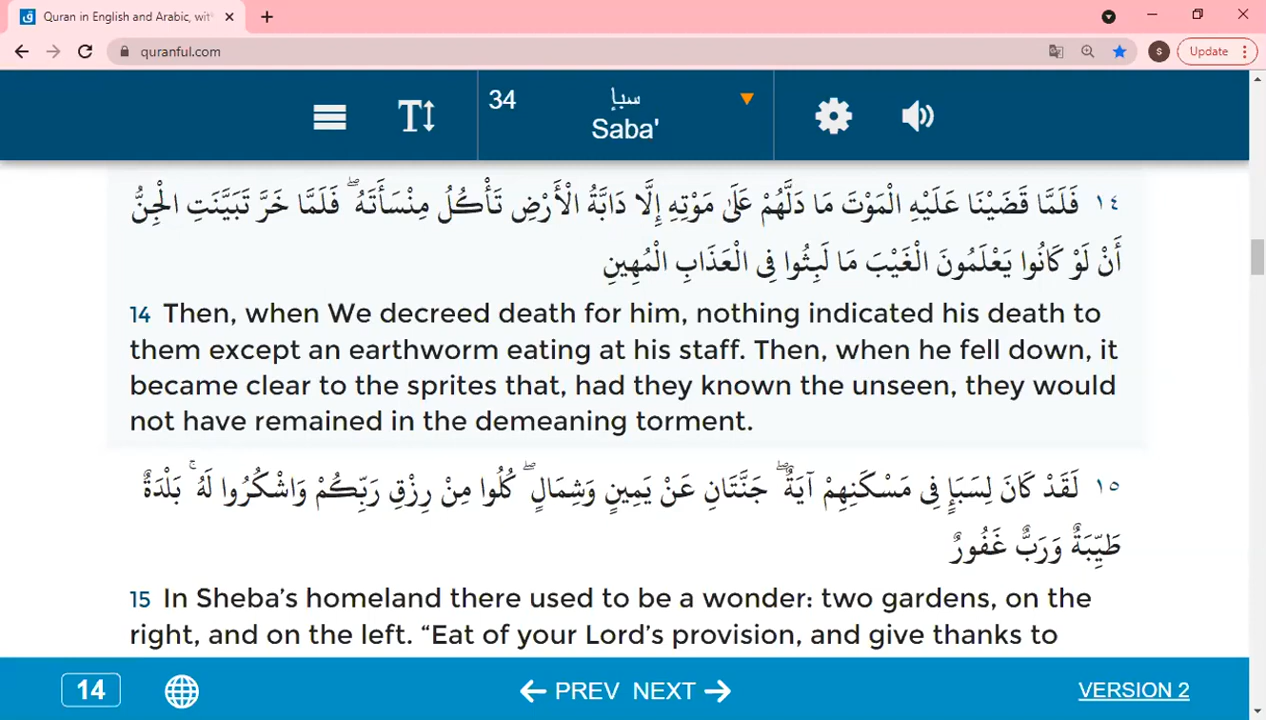 Quran in English and Arabic, wit
quranful.com
S
Update
34
سبإ
Saba'
١٤ فَلَمَّا قَضَيْنَا عَلَيْهِ الْمَوْتَ مَا دَلَّهُمْ عَلَىٰ مَوْتِهِ إِلَّا دَابَّةُ الْأَرْضِ تَأْكُلُ مِنْسَأَتَهُ ۖ فَلَمَّا خَرَّ تَبَيَّنَتِ الْجِنُّ
أَنْ لَوْ كَانُوا يَعْلَمُونَ الْغَيْبَ مَا لَبِثُوا فِى الْعَذَابِ الْمُهِينِ
14 Then, when We decreed death for him, nothing indicated his death to
them except an earthworm eating at his staff. Then, when he fell down, it
became clear to the sprites that, had they known the unseen, they would
not have remained in the demeaning torment.
١٥ لَقَدْ كَانَ لِسَبَإٍ فِى مَسْكَنِهِمْ آيَةٌ ۖ جَنَّتَانِ عَنْ يَمِينٍ وَشِمَالٍ ۖ كُلُوا مِنْ رِزْقِ رَبِّكُمْ وَاشْكُرُوا لَهُ ۚ بَلْدَةٌ
طَيِّبَةٌ وَرَبٌّ غَفُورٌ
15 In Sheba’s homeland there used to be a wonder: two gardens, on the
right, and on the left. “Eat of your Lord’s provision, and give thanks to
14
PREV NEXT
VERSION 2